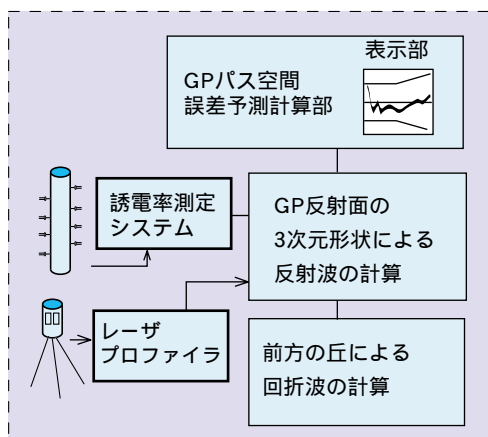 表示部
GPパス空間
誤差予測計算部
誘電率測定
システム
GP反射面の
3次元形状による
反射波の計算
レーザ
プロファイラ
前方の丘による
回折波の計算